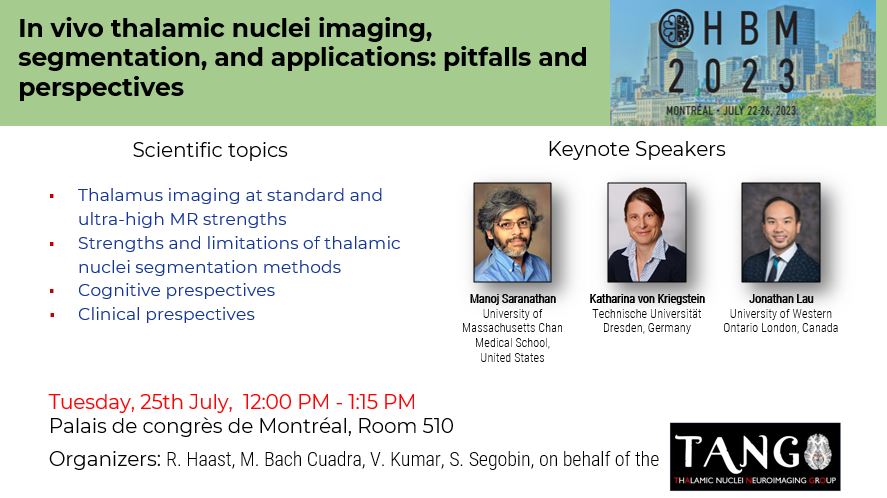 In vivo thalamic nuclei imaging,
segmentation, and applications: pitfalls and
perspectives
OHBM
2023
MONTRÉAL • JULY 22-26, 2023
Scientific topics
▪ Thalamus imaging at standard and
ultra-high MR strengths
▪ Strengths and limitations of thalamic
nuclei segmentation methods
▪ Cognitive prespectives
▪ Clinical prespectives
Keynote Speakers
Manoj Saranathan
University of
Massachusetts Chan
Medical School,
United States
Katharina von Kriegstein
Technische Universität
Dresden, Germany
Jonathan Lau
University of Western
Ontario London, Canada
Tuesday, 25th July, 12:00 PM - 1:15 PM
Palais de congrès de Montréal, Room 510
Organizers: R. Haast, M. Bach Cuadra, V. Kumar, S. Segobin, on behalf of the
TANGO
THALAMIC NUCLEI NEUROIMAGING GROUP